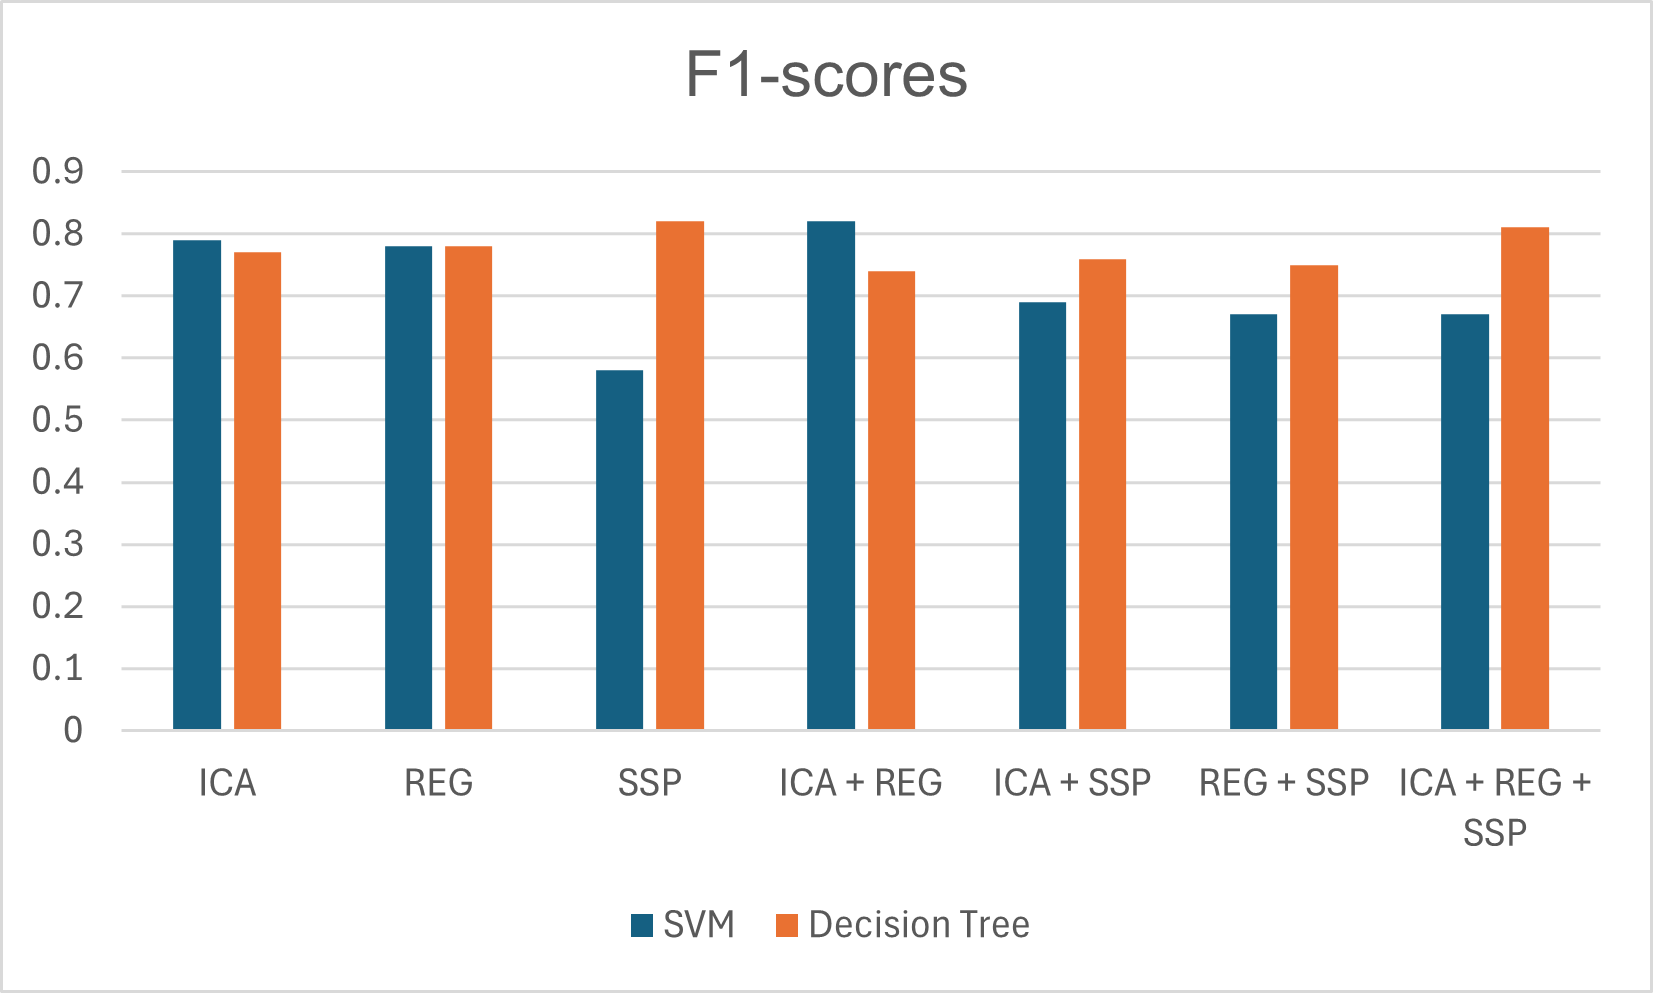 F1-scores
0.9
0.8
0.7
0.6
0.5
0.4
0.3
0.2
0.1
0
ICA
REG
SSP
ICA + REG
ICA + SSP
REG + SSP
ICA + REG +
SSP
SVM
Decision Tree